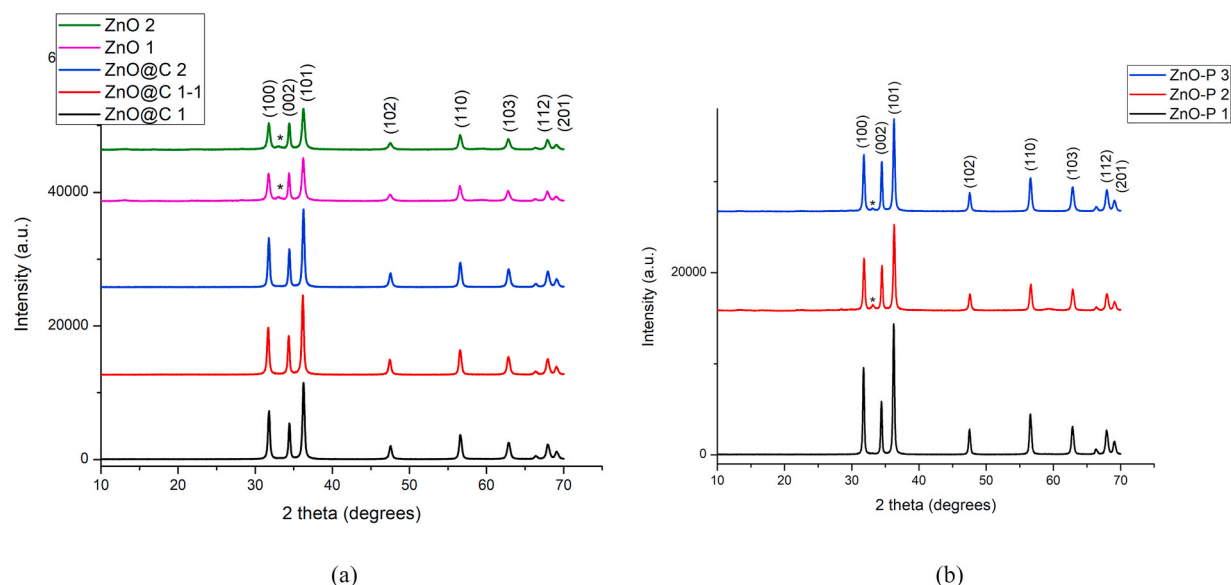 ZnO 2
ZnO 1
ZnO@C 2
ZnO@C 1-1
ZnO@C 1
6
40000
20000
0
Intensity (a.u.)
(100)
*
*
(002)
(101)
(102)
(110)
(103)
(112)
(201)
10 20 30 40 50 60 70
2 theta (degrees)
(a)
ZnO-P 3
ZnO-P 2
ZnO-P 1
20000
0
Intensity (a.u.)
(100)
*
*
(002)
(101)
(102)
(110)
(103)
(112)
(201)
10 20 30 40 50 60 70
2 theta (degrees)
(b)